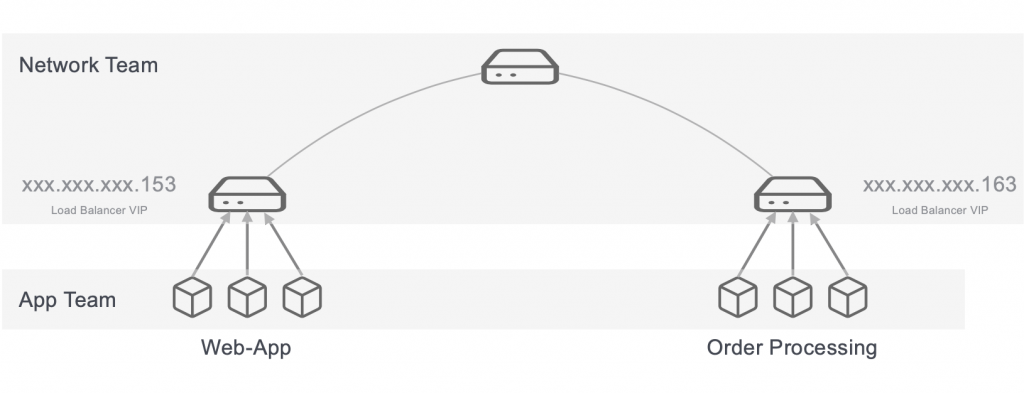 Network Team
xxx.xxx.xxx.153
Load Balancer VIP
xxx.xxx.xxx.163
Load Balancer VIP
App Team
Web-App
Order Processing